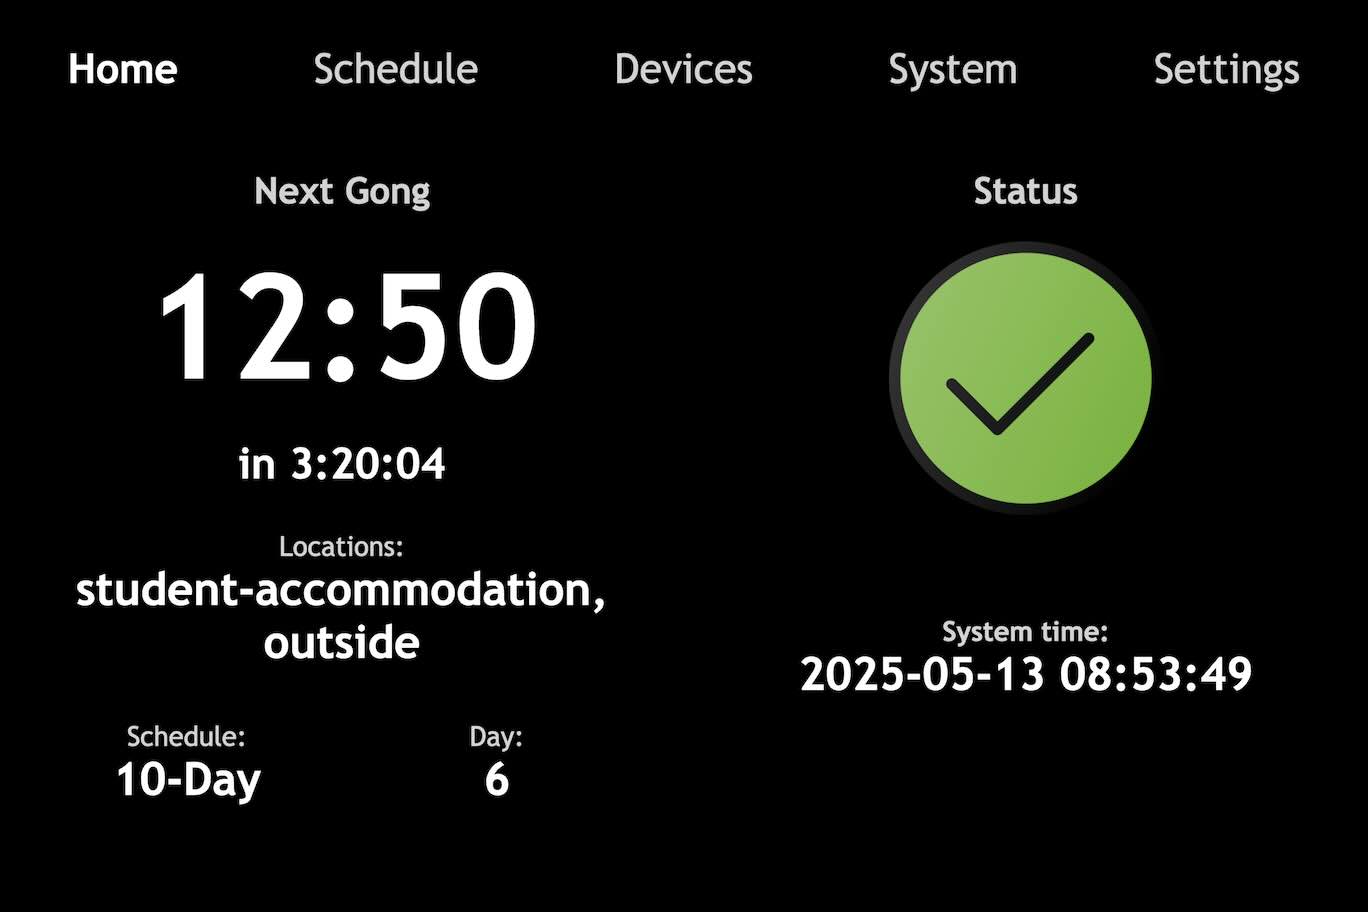 Home Schedule Devices System Settings
Next Gong
12:50
in 3:20:04
Locations:
student-accommodation,
outside
Schedule: Day:
10-Day 6
Status
System time:
2025-05-13 08:53:49